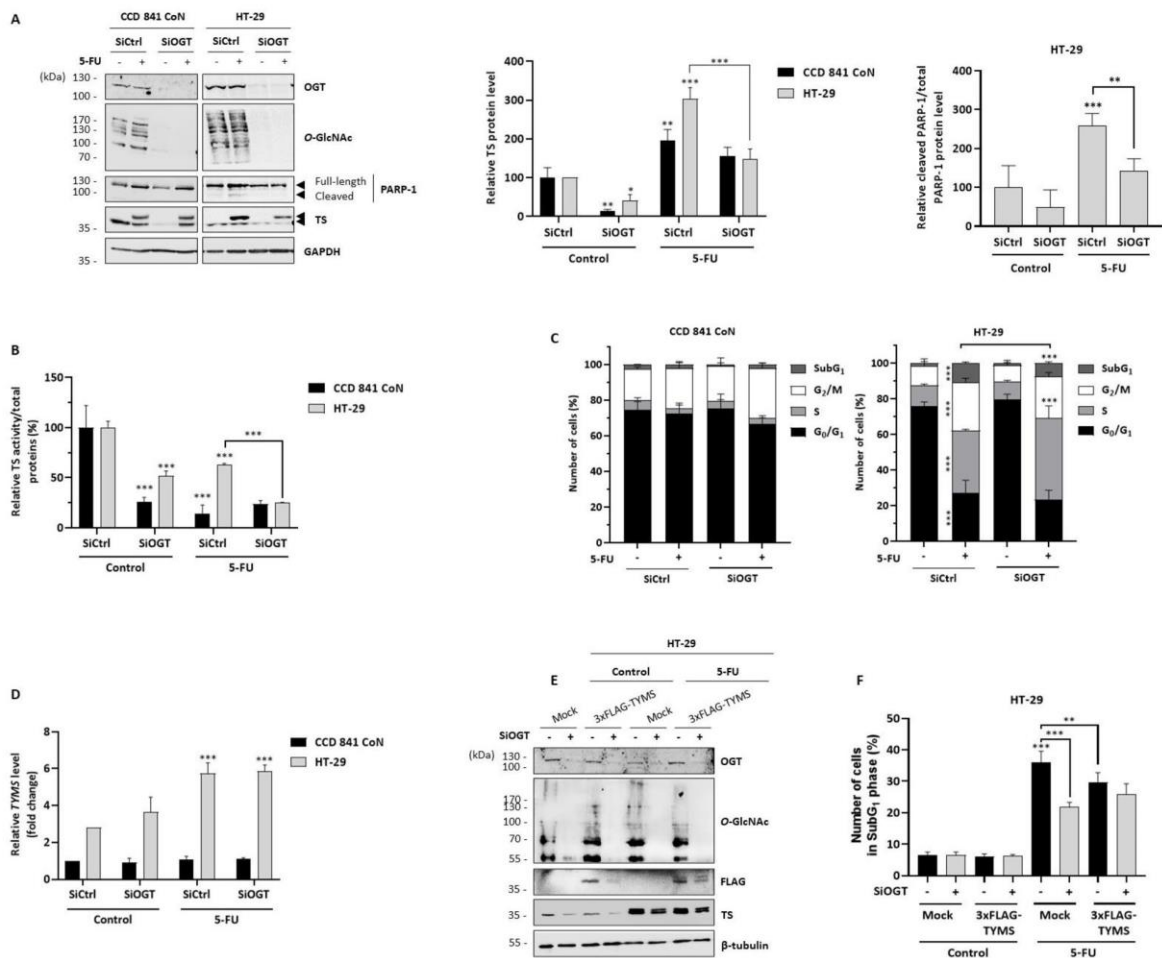 A
CCD 841 CoN HT-29
SiCtrl SiOGT SiCtrl SiOGT
5-FU - + - + - + - +
(kDa)
130 -
100 -
OGT
170 -
130 -
100 -
70 -
O-GlcNAc
130 -
100 -
Full-length
Cleaved
PARP-1
35 -
TS
35 -
GAPDH
Relative TS protein level
400
300
200
100
0
** * ** *** ***
SiCtrl SiOGT SiCtrl SiOGT
Control 5-FU
CCD 841 CoN
HT-29
HT-29
Relative cleaved PARP-1/total
PARP-1 protein level
400
300
200
100
0
*** **
SiCtrl SiOGT SiCtrl SiOGT
Control 5-FU
B
Relative TS activity/total
proteins (%)
150
100
50
0
*** *** *** *** ***
SiCtrl SiOGT SiCtrl SiOGT
Control 5-FU
CCD 841 CoN
HT-29
C
CCD 841 CoN
Number of cells (%)
100
80
60
40
20
0
5-FU - + - +
SiCtrl SiOGT
SubG1
G2/M
S
G0/G1
HT-29
Number of cells (%)
100
80
60
40
20
0
*** *** *** ***
*** ***
5-FU - + - +
SiCtrl SiOGT
SubG1
G2/M
S
G0/G1
D
Relative TYMS level
(fold change)
8
6
4
2
0
*** ***
SiCtrl SiOGT SiCtrl SiOGT
Control 5-FU
CCD 841 CoN
HT-29
E
HT-29
Control 5-FU
Mock 3xFLAG-TYMS Mock 3xFLAG-TYMS
SiOGT - + - + - + - +
(kDa)
130 -
100 -
OGT
170 -
130 -
100 -
70 -
55 -
O-GlcNAc
35 -
FLAG
35 -
TS
55 -
β-tubulin
F
HT-29
Number of cells
in SubG1 phase (%)
50
40
30
20
10
0
*** *** **
SiOGT - + - + - + - +
Mock 3xFLAG-
TYMS Mock 3xFLAG-
TYMS
Control 5-FU